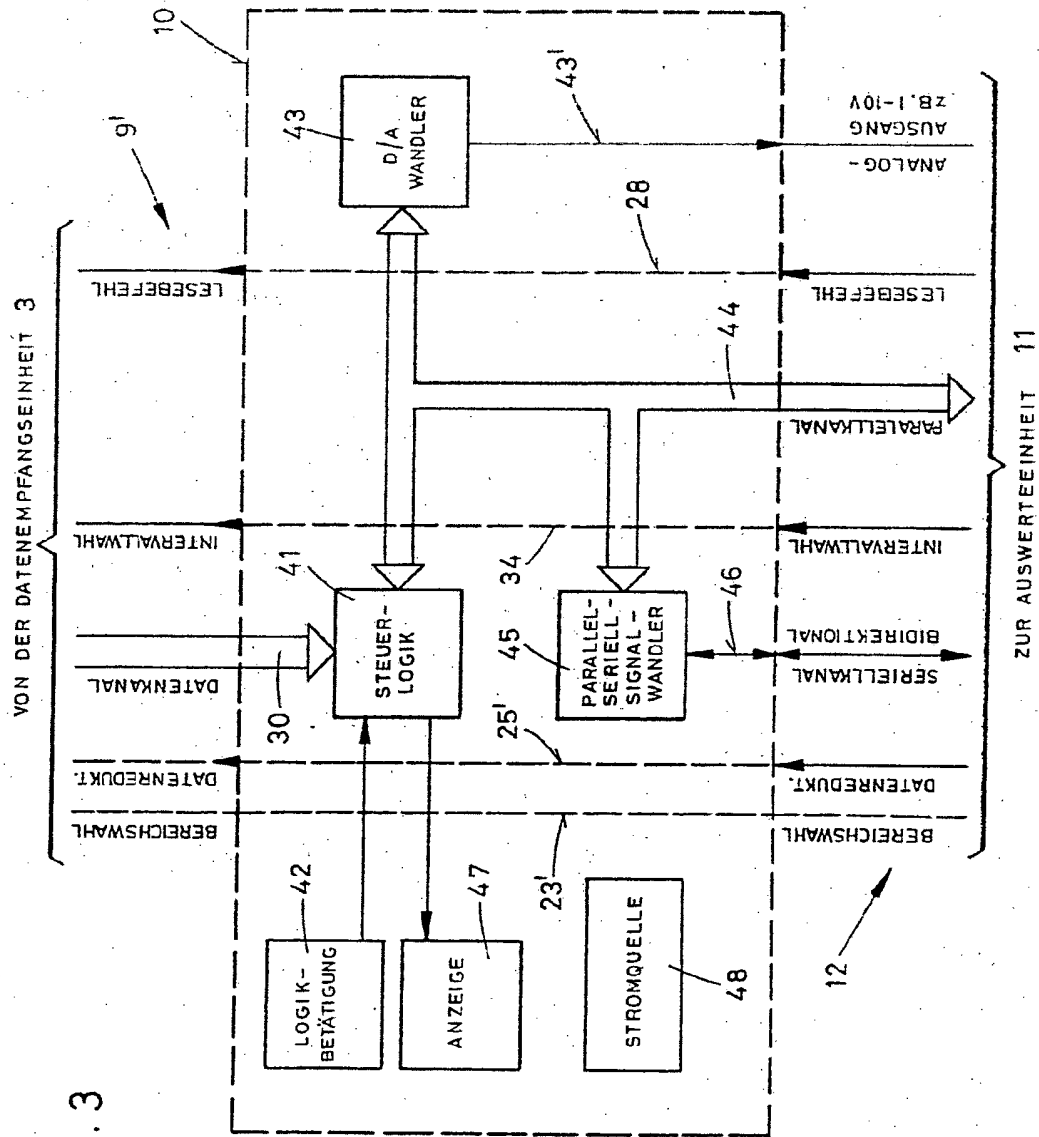 . 3
VON DER DATENEMPFANGSEINHEIT 3
9'
10
BEREICHSWAHL
DATENREDUKT.
DATENKANAL
INTERVALLWAHL
LESEBEFEHL
30
42
LOGIK-
BETÄTIGUNG
41
STEUER-
LOGIK
43
D/A
WANDLER
43'
28
ANZEIGE
47
34
44
25'
23'
45
PARALLEL-
SERIELL-
SIGNAL-
WANDLER
46
STROMQUELLE
48
12
BEREICHSWAHL
DATENREDUKT.
SERIELLKANAL
BIDIREKTIONAL
INTERVALLWAHL
PARALELLKANAL
LESEBEFEHL
ANALOG-
AUSGANG
zB. 1-10V
ZUR AUSWERTEEINHEIT 11